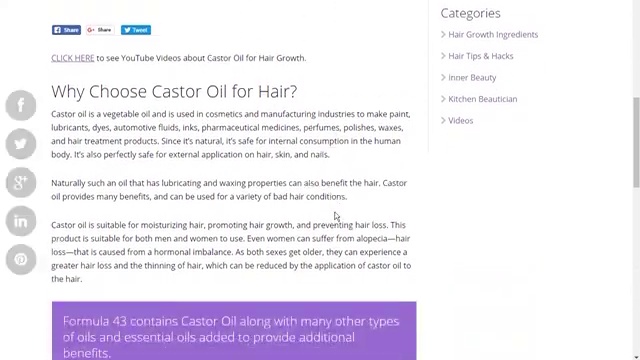 Share
Share
Tweet
CLICK HERE to see YouTube Videos about Castor Oil for Hair Growth.
Why Choose Castor Oil for Hair?
Castor oil is a vegetable oil and is used in cosmetics and manufacturing industries to make paint,
lubricants, dyes, automotive fluids, inks, pharmaceutical medicines, perfumes, polishes, waxes,
and hair treatment products. Since it's natural, it's safe for internal consumption in the human
body. It's also perfectly safe for external application on hair, skin, and nails.
Naturally such an oil that has lubricating and waxing properties can also benefit the hair. Castor
oil provides many benefits, and can be used for a variety of bad hair conditions.
Castor oil is suitable for moisturizing hair, promoting hair growth, and preventing hair loss. This
product is suitable for both men and women to use. Even women can suffer from alopecia—hair
loss—that is caused from a hormonal imbalance. As both sexes get older, they can experience a
greater hair loss and the thinning of hair, which can be reduced by the application of castor oil to
the hair.
Formula 43 contains Castor Oil along with many other types
of oils and essential oils added to provide additional
benefits.
Categories
Hair Growth Ingredients
Hair Tips & Hacks
Inner Beauty
Kitchen Beautician
Videos